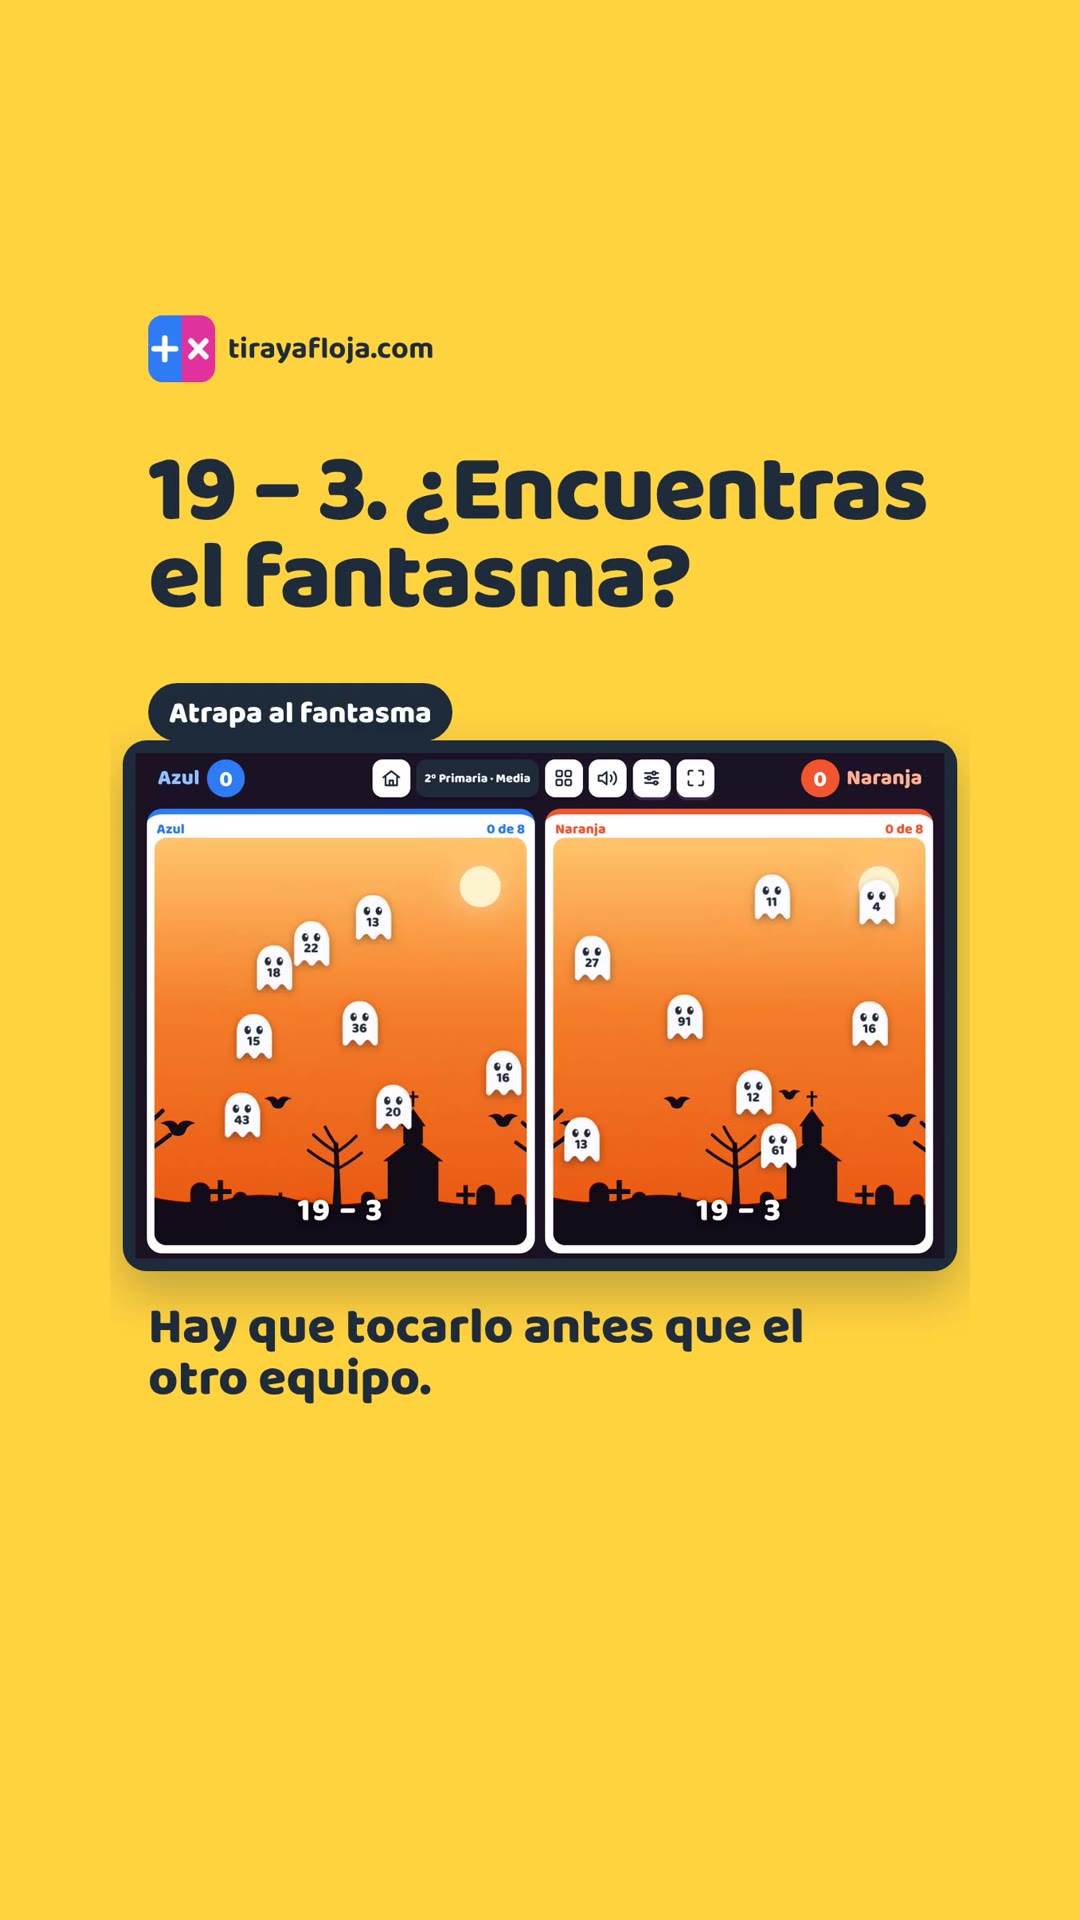 tirayafloja.com
19 – 3. ¿Encuentras
el fantasma?
Atrapa al fantasma
Azul 0
2º Primaria · Media
0 Naranja
Azul 0 de 8
13
22
18
15
36
16
43
20
19 – 3
Naranja 0 de 8
11
4
27
91
16
12
13
61
19 – 3
Hay que tocarlo antes que el
otro equipo.